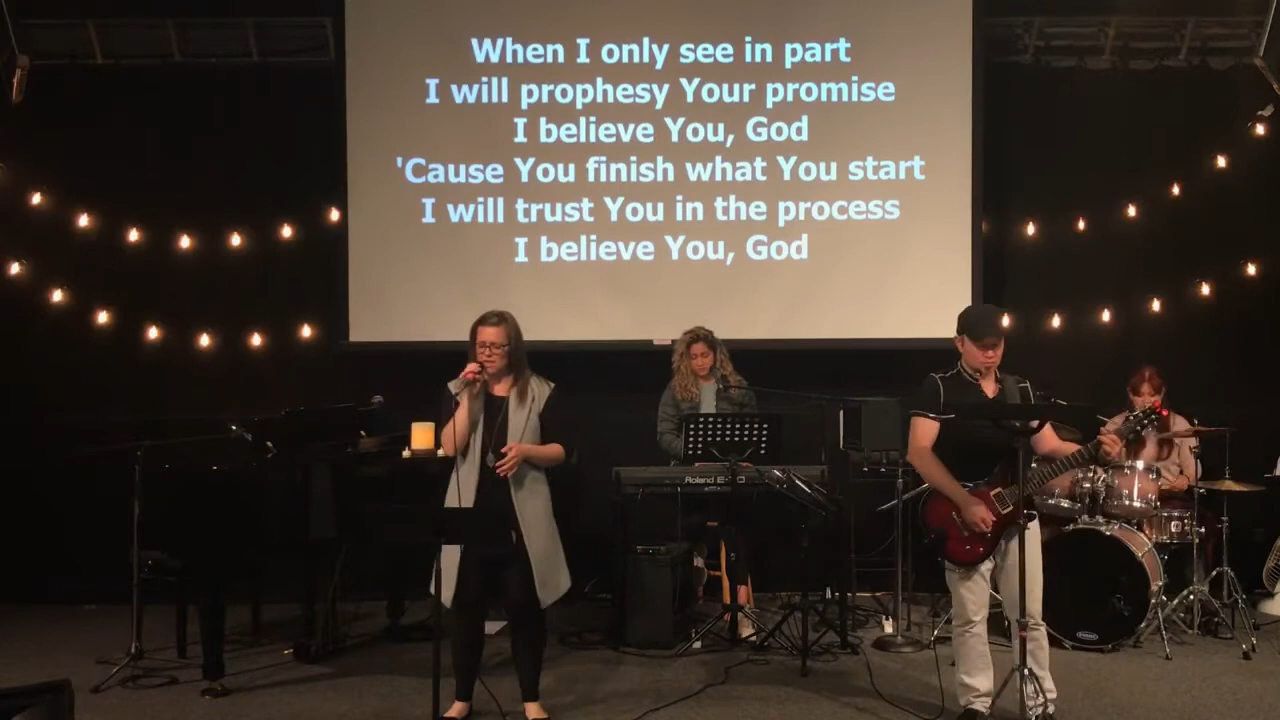 When I only see in part
I will prophesy Your promise
I believe You, God
'Cause You finish what You start
I will trust You in the process
I believe You, God
Roland